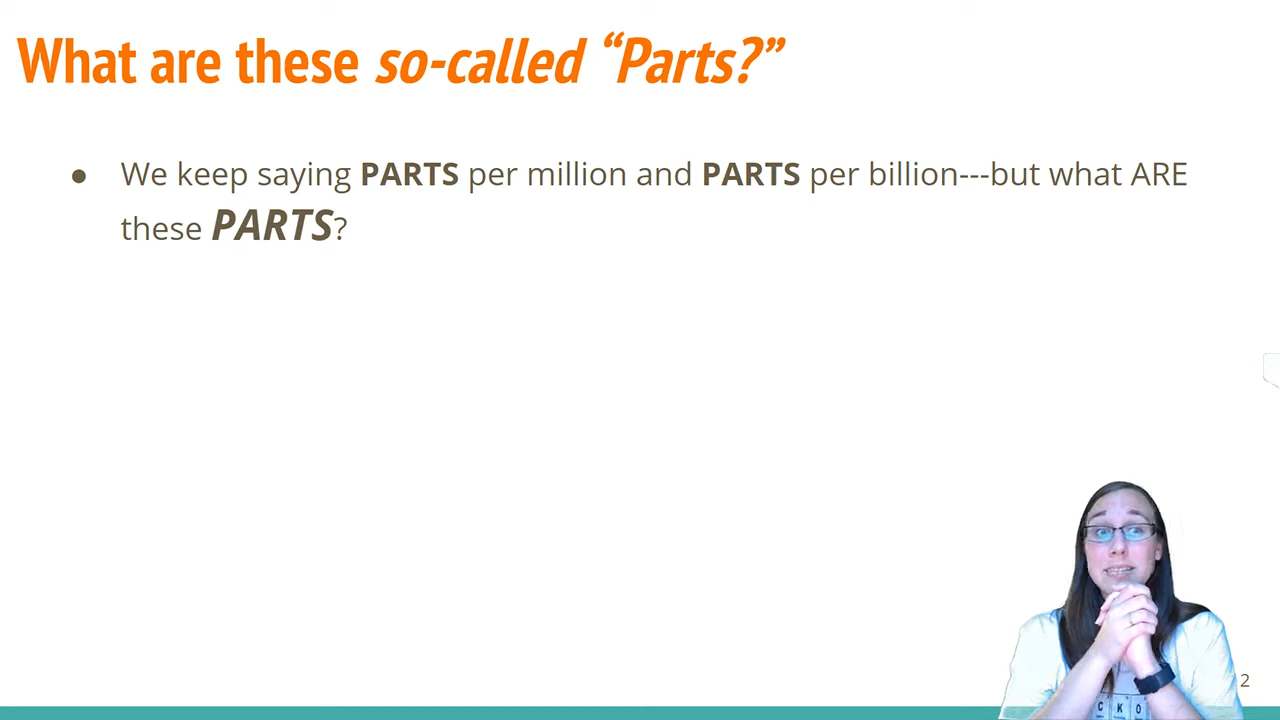 What are these so-called “Parts?”
● We keep saying PARTS per million and PARTS per billion---but what ARE
these PARTS?
2
C K O